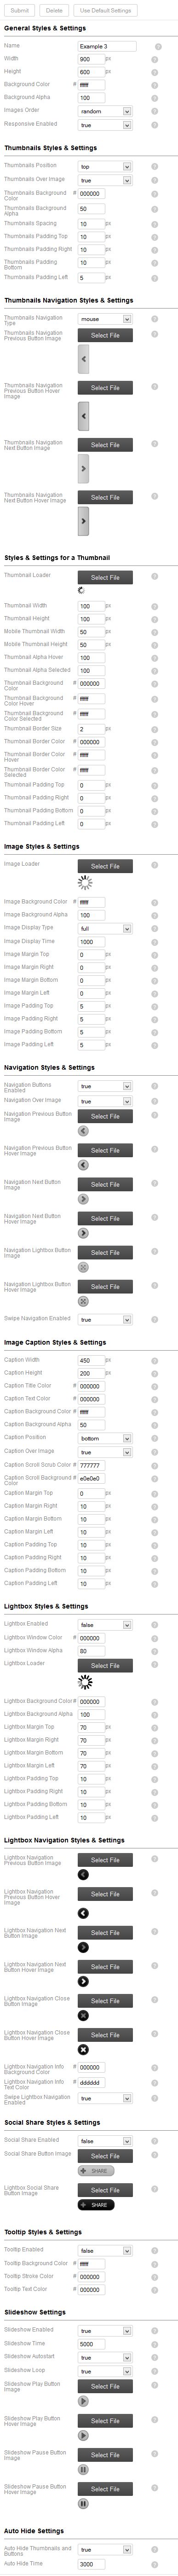 Submit Delete Use Default Settings
General Styles & Settings
Name Example 3
Width 900 px
Height 600 px
Background Color # ffffff
Background Alpha 100
Images Order random
Responsive Enabled true
Thumbnails Styles & Settings
Thumbnails Position top
Thumbnails Over Image true
Thumbnails Background Color # 000000
Thumbnails Background Alpha 50
Thumbnails Spacing 10 px
Thumbnails Padding Top 10 px
Thumbnails Padding Right 10 px
Thumbnails Padding Bottom 10 px
Thumbnails Padding Left 5 px
Thumbnails Navigation Styles & Settings
Thumbnails Navigation Type mouse
Thumbnails Navigation Previous Button Image Select File
Thumbnails Navigation Previous Button Hover Image Select File
Thumbnails Navigation Next Button Image Select File
Thumbnails Navigation Next Button Hover Image Select File
Styles & Settings for a Thumbnail
Thumbnail Loader Select File
Thumbnail Width 100 px
Thumbnail Height 100 px
Mobile Thumbnail Width 50 px
Mobile Thumbnail Height 50 px
Thumbnail Alpha Hover 100
Thumbnail Alpha Selected 100
Thumbnail Background Color # 000000
Thumbnail Background Color Hover # ffffff
Thumbnail Background Color Selected # ffffff
Thumbnail Border Size 2 px
Thumbnail Border Color # 000000
Thumbnail Border Color Hover # ffffff
Thumbnail Border Color Selected # ffffff
Thumbnail Padding Top 0 px
Thumbnail Padding Right 0 px
Thumbnail Padding Bottom 0 px
Thumbnail Padding Left 0 px
Image Styles & Settings
Image Loader Select File
Image Background Color # ffffff
Image Background Alpha 100
Image Display Type full
Image Display Time 1000
Image Margin Top 0 px
Image Margin Right 0 px
Image Margin Bottom 0 px
Image Margin Left 0 px
Image Padding Top 5 px
Image Padding Right 5 px
Image Padding Bottom 5 px
Image Padding Left 5 px
Navigation Styles & Settings
Navigation Buttons Enabled true
Navigation Over Image true
Navigation Previous Button Image Select File
Navigation Previous Button Hover Image Select File
Navigation Next Button Image Select File
Navigation Next Button Hover Image Select File
Navigation Lightbox Button Image Select File
Navigation Lightbox Button Hover Image Select File
Swipe Navigation Enabled true
Image Caption Styles & Settings
Caption Width 450 px
Caption Height 200 px
Caption Title Color # 000000
Caption Text Color # 000000
Caption Background Color # ffffff
Caption Background Alpha 50
Caption Position bottom
Caption Over Image true
Caption Scroll Scrub Color # 777777
Caption Scroll Background Color # e0e0e0
Caption Margin Top 0 px
Caption Margin Right 10 px
Caption Margin Bottom 10 px
Caption Margin Left 10 px
Caption Padding Top 10 px
Caption Padding Right 10 px
Caption Padding Bottom 10 px
Caption Padding Left 10 px
Lightbox Styles & Settings
Lightbox Enabled false
Lightbox Window Color # 000000
Lightbox Window Alpha 80
Lightbox Loader Select File
Lightbox Background Color # 000000
Lightbox Background Alpha 100
Lightbox Margin Top 70 px
Lightbox Margin Right 70 px
Lightbox Margin Bottom 70 px
Lightbox Margin Left 70 px
Lightbox Padding Top 10 px
Lightbox Padding Right 10 px
Lightbox Padding Bottom 10 px
Lightbox Padding Left 10 px
Lightbox Navigation Styles & Settings
Lightbox Navigation Previous Button Image Select File
Lightbox Navigation Previous Button Hover Image Select File
Lightbox Navigation Next Button Image Select File
Lightbox Navigation Next Button Hover Image Select File
Lightbox Navigation Close Button Image Select File
Lightbox Navigation Close Button Hover Image Select File
Lightbox Navigation Info Background Color # 000000
Lightbox Navigation Info Text Color # dddddd
Swipe Lightbox Navigation Enabled true
Social Share Styles & Settings
Social Share Enabled false
Social Share Button Image Select File
SHARE
Lightbox Social Share Button Image Select File
SHARE
Tooltip Styles & Settings
Tooltip Enabled false
Tooltip Background Color # ffffff
Tooltip Stroke Color # 000000
Tooltip Text Color # 000000
Slideshow Settings
Slideshow Enabled true
Slideshow Time 5000
Slideshow Autostart true
Slideshow Loop true
Slideshow Play Button Image Select File
Slideshow Play Button Hover Image Select File
Slideshow Pause Button Image Select File
Slideshow Pause Button Hover Image Select File
Auto Hide Settings
Auto Hide Thumbnails and Buttons true
Auto Hide Time 3000